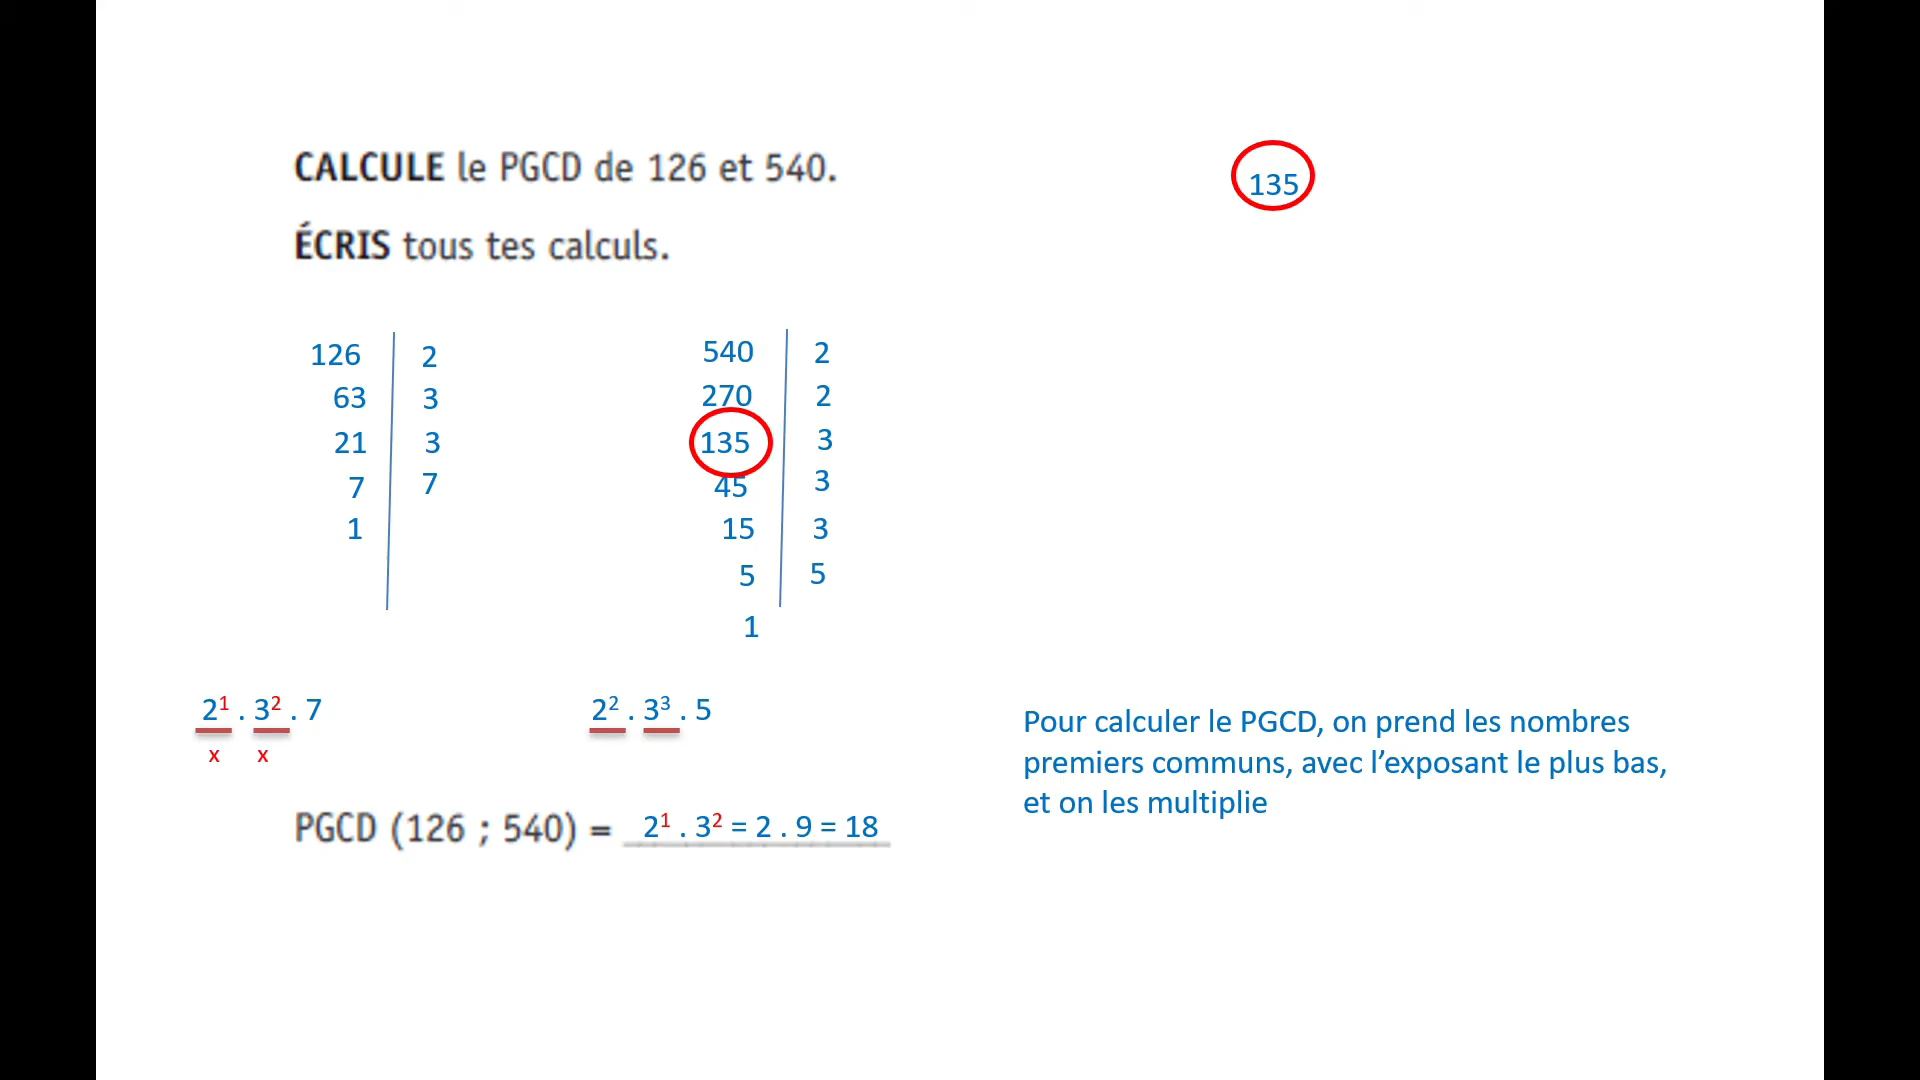 CALCULE le PGCD de 126 et 540.
135
ÉCRIS tous tes calculs.
126 2
63 3
21 3
7 7
1
540 2
270 2
135 3
45 3
15 3
5 5
1
2¹ . 3² . 7
x x
2² . 3³ . 5
Pour calculer le PGCD, on prend les nombres
premiers communs, avec l’exposant le plus bas,
et on les multiplie
PGCD (126 ; 540) = 2¹ . 3² = 2 . 9 = 18